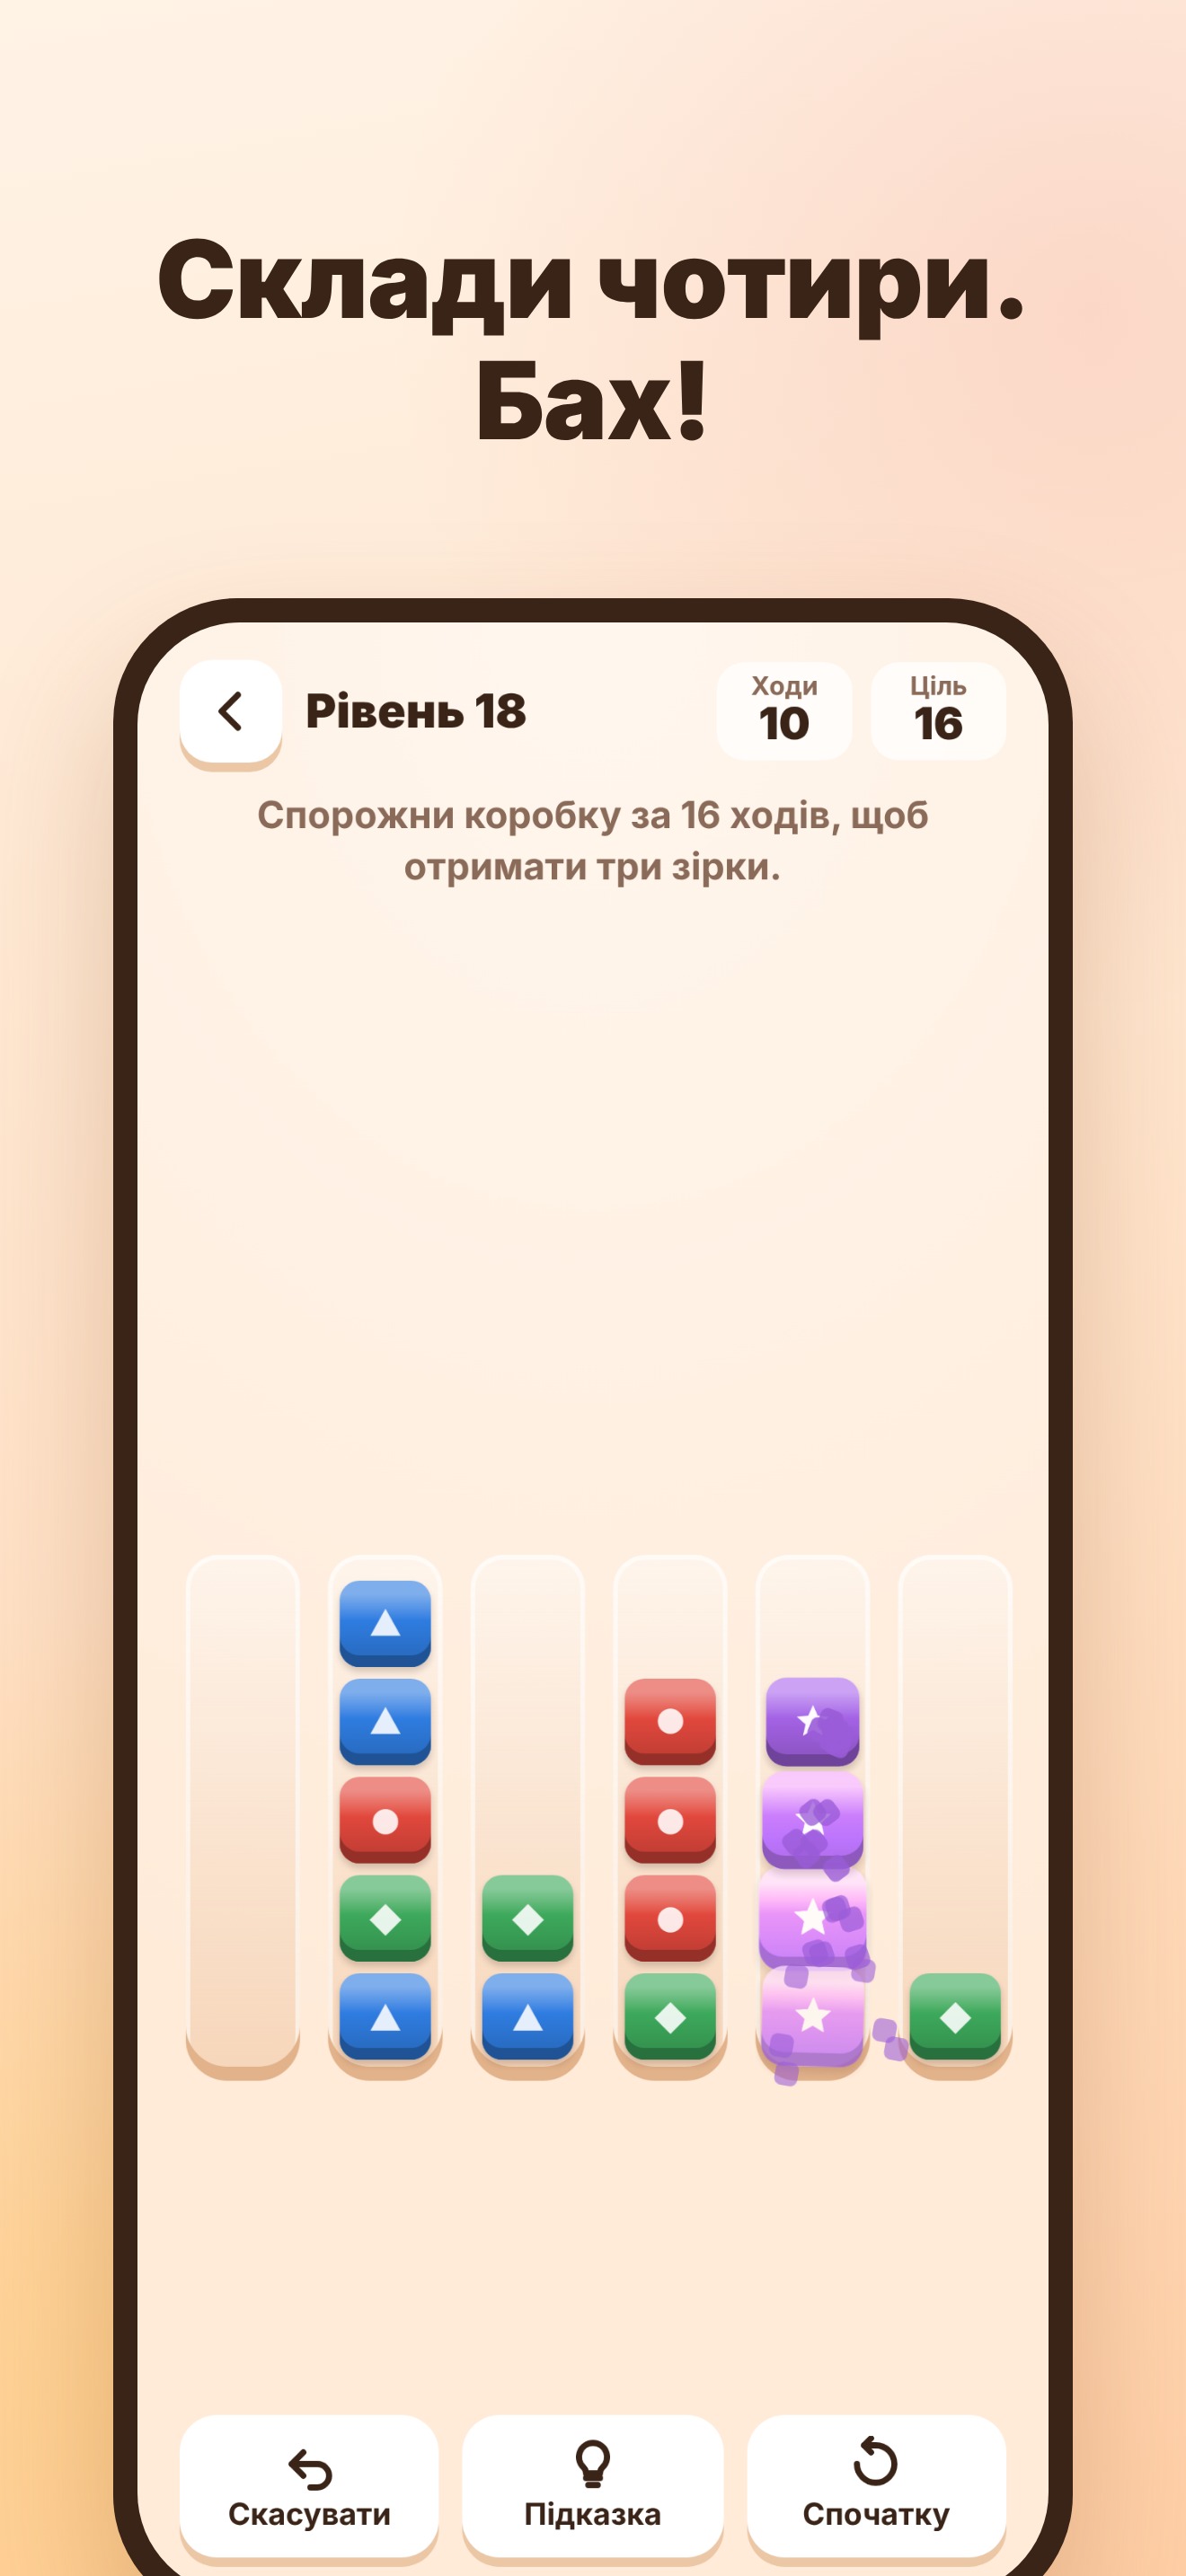 Склади чотири.
Бах!
Рівень 18
Ходи
10
Ціль
16
Спорожни коробку за 16 ходів, щоб
отримати три зірки.
Скасувати
Підказка
Спочатку